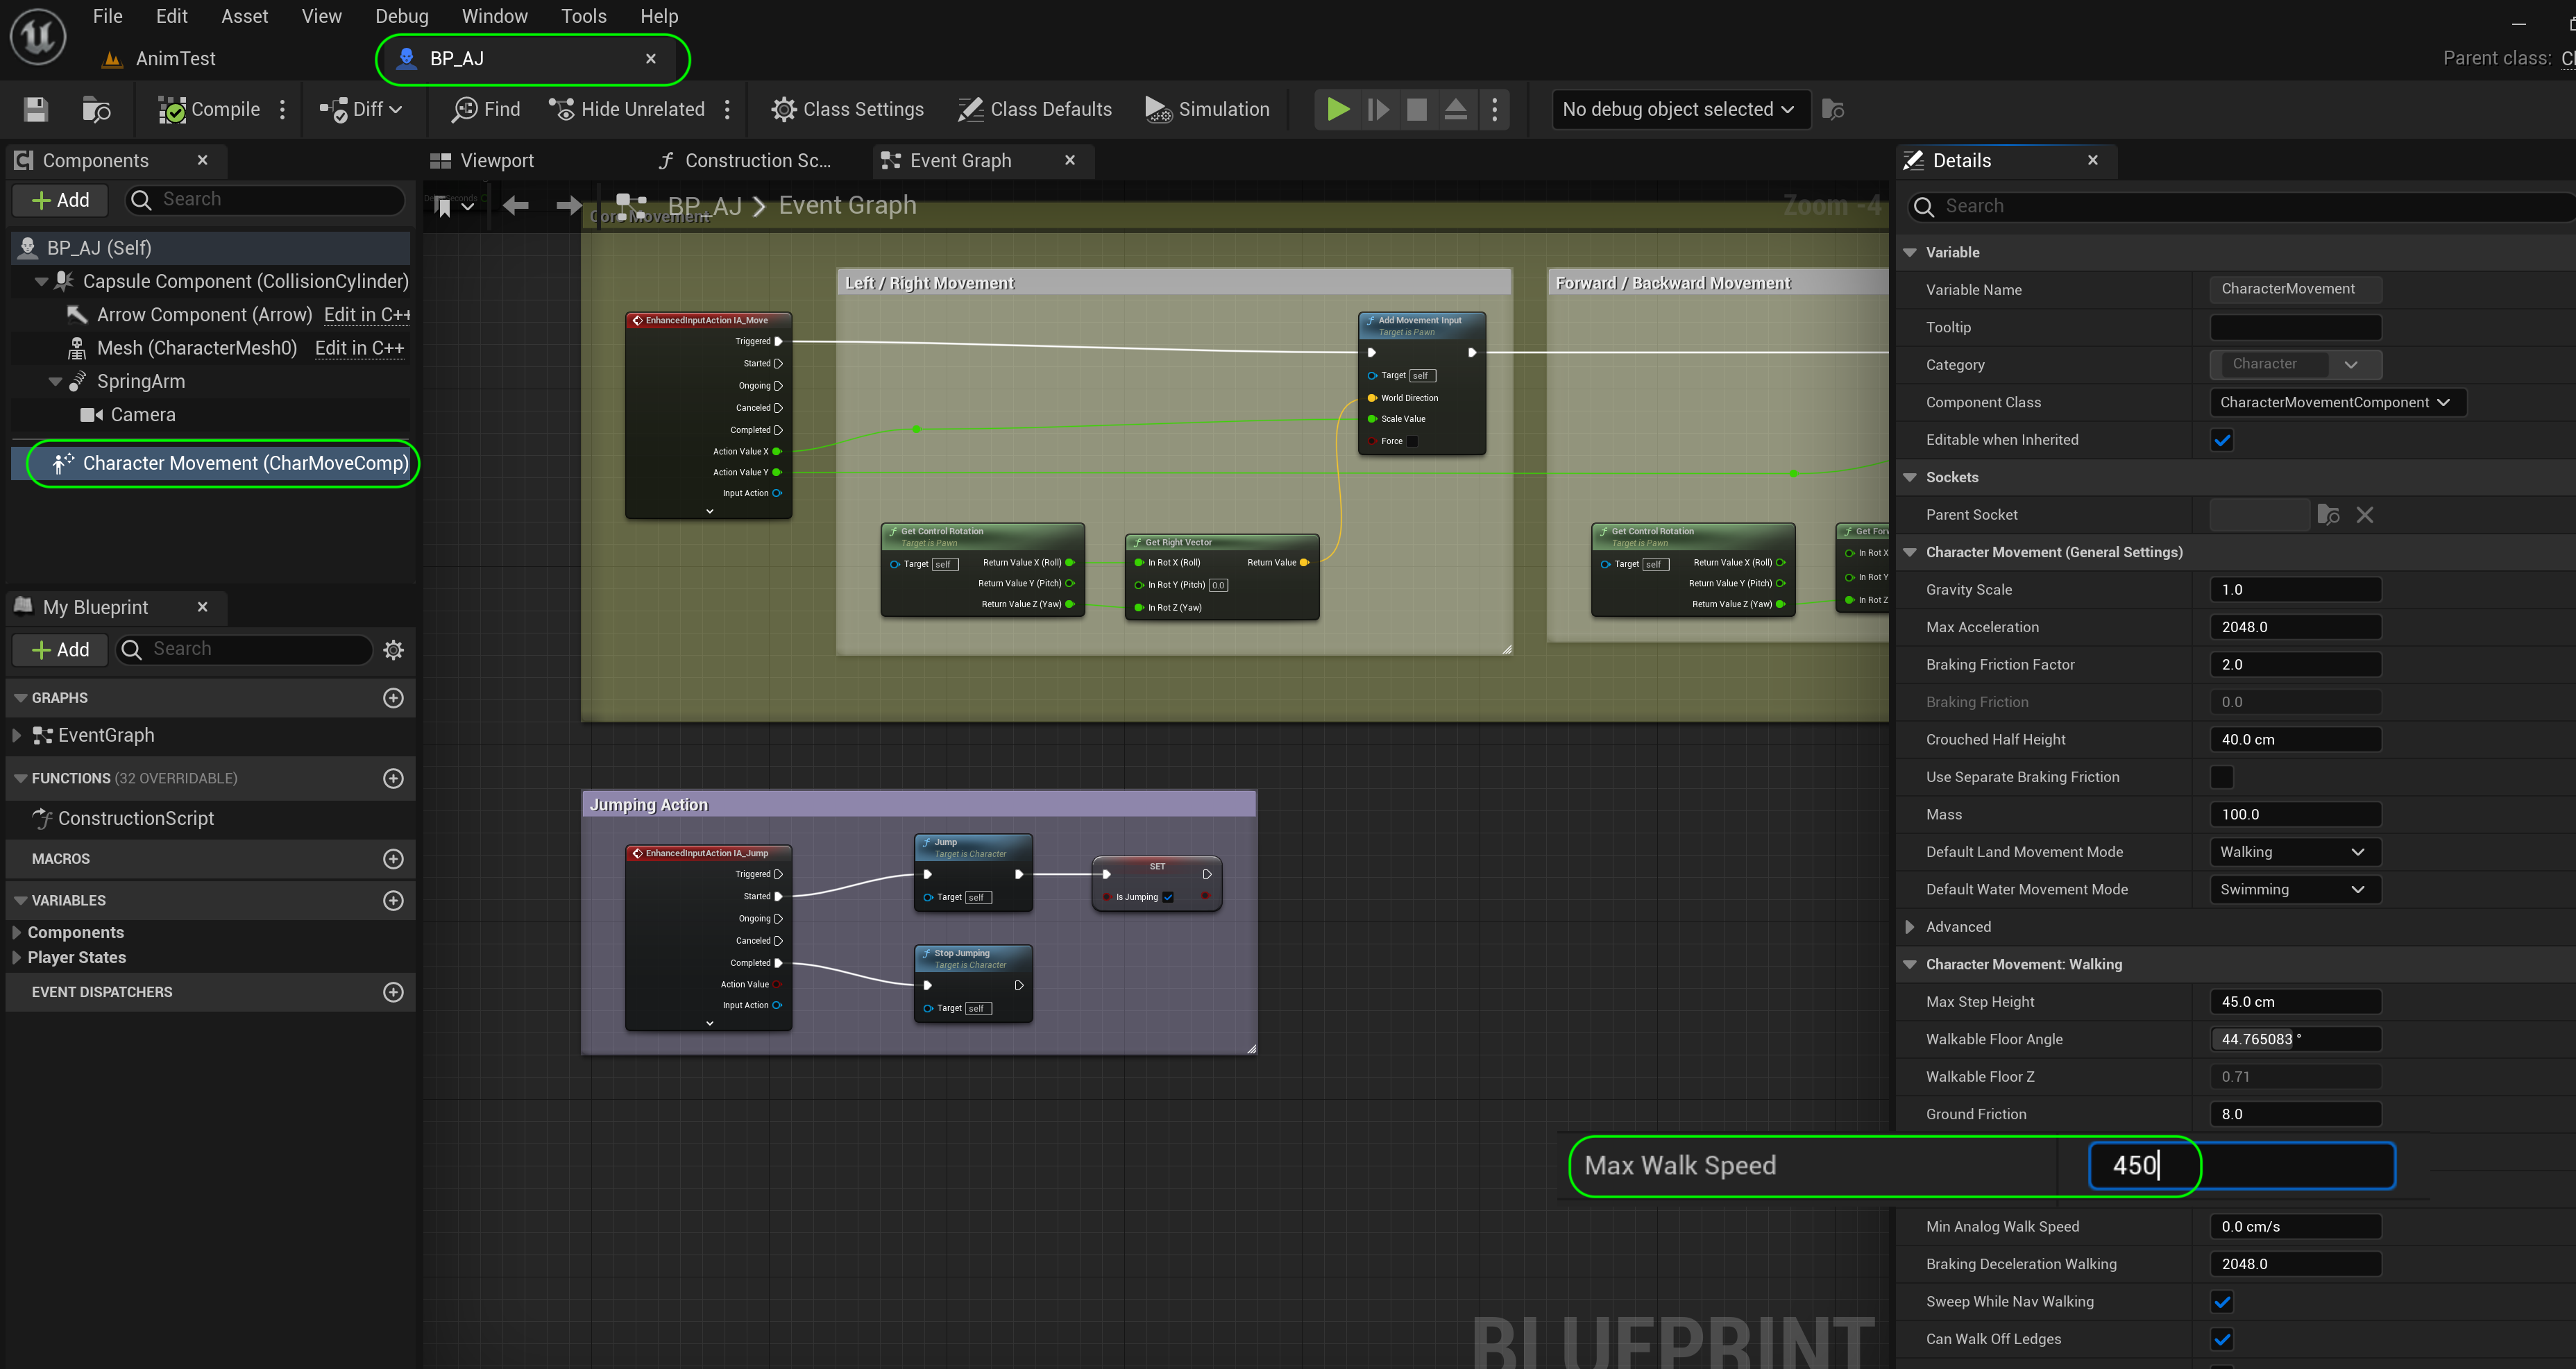 File Edit Asset View Debug Window Tools Help
AnimTest
BP_AJ
Parent class:
Compile
Diff
Find
Hide Unrelated
Class Settings
Class Defaults
Simulation
No debug object selected
Components
Add
Search
BP_AJ (Self)
Capsule Component (CollisionCylinder)
Arrow Component (Arrow) Edit in C++
Mesh (CharacterMesh0) Edit in C++
SpringArm
Camera
Character Movement (CharMoveComp)
My Blueprint
Add
Search
GRAPHS
EventGraph
FUNCTIONS (32 OVERRIDABLE)
ConstructionScript
MACROS
VARIABLES
Components
Player States
EVENT DISPATCHERS
Viewport
Construction Sc...
Event Graph
BP_AJ > Event Graph
Zoom -4
Core Movement
Left / Right Movement
EnhancedInputAction IA_Move
Triggered
Started
Ongoing
Canceled
Completed
Action Value X
Action Value Y
Input Action
Add Movement Input
Target is Pawn
Target self
World Direction
Scale Value
Force
Get Control Rotation
Target is Pawn
Target self
Return Value X (Roll)
Return Value Y (Pitch)
Return Value Z (Yaw)
Get Right Vector
In Rot X (Roll) Return Value
In Rot Y (Pitch) 0.0
In Rot Z (Yaw)
Forward / Backward Movement
Get Control Rotation
Target is Pawn
Target self
Return Value X (Roll)
Return Value Y (Pitch)
Return Value Z (Yaw)
Get Forw
In Rot X
In Rot Y
In Rot Z
Jumping Action
EnhancedInputAction IA_Jump
Triggered
Started
Ongoing
Canceled
Completed
Action Value
Input Action
Jump
Target is Character
Target self
SET
Is Jumping
Stop Jumping
Target is Character
Target self
BLUEPRINT
Details
Search
Variable
Variable Name CharacterMovement
Tooltip
Category Character
Component Class CharacterMovementComponent
Editable when Inherited
Sockets
Parent Socket
Character Movement (General Settings)
Gravity Scale 1.0
Max Acceleration 2048.0
Braking Friction Factor 2.0
Braking Friction 0.0
Crouched Half Height 40.0 cm
Use Separate Braking Friction
Mass 100.0
Default Land Movement Mode Walking
Default Water Movement Mode Swimming
Advanced
Character Movement: Walking
Max Step Height 45.0 cm
Walkable Floor Angle 44.765083 °
Walkable Floor Z 0.71
Ground Friction 8.0
Max Walk Speed 450
Min Analog Walk Speed 0.0 cm/s
Braking Deceleration Walking 2048.0
Sweep While Nav Walking
Can Walk Off Ledges